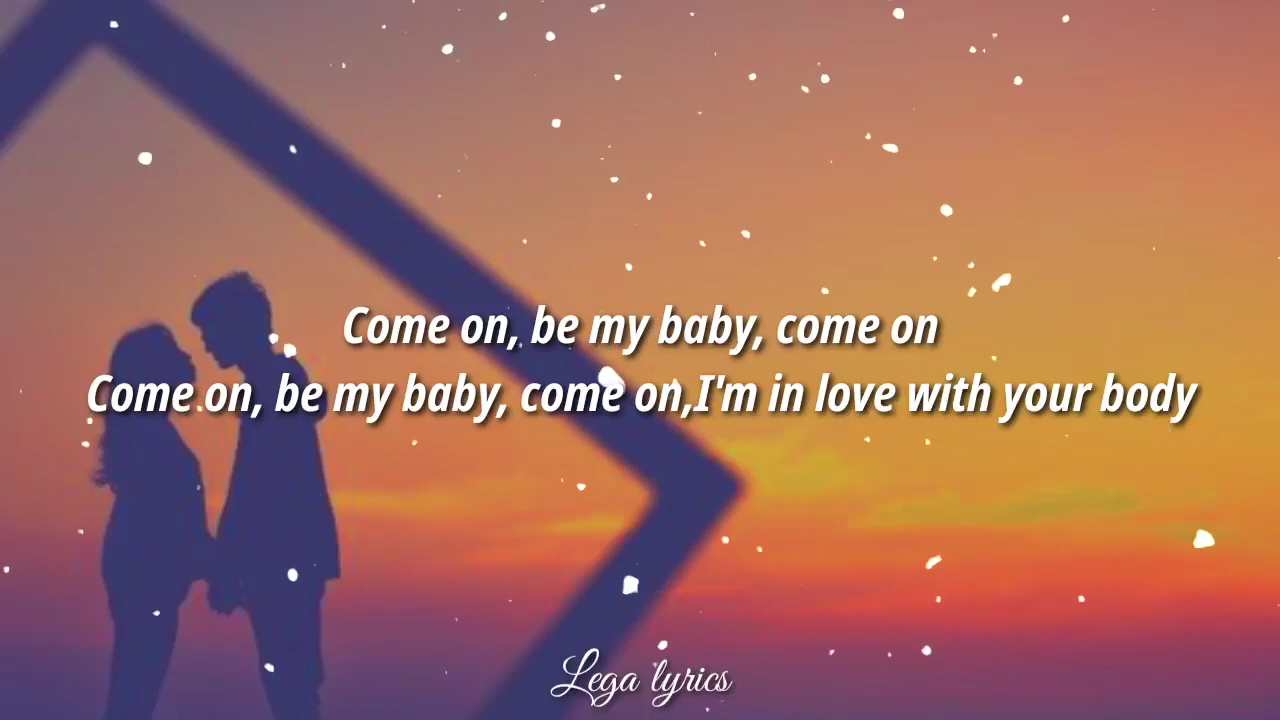 Come on, be my baby, come on
Come on, be my baby, come on,I'm in love with your body
Lega lyrics